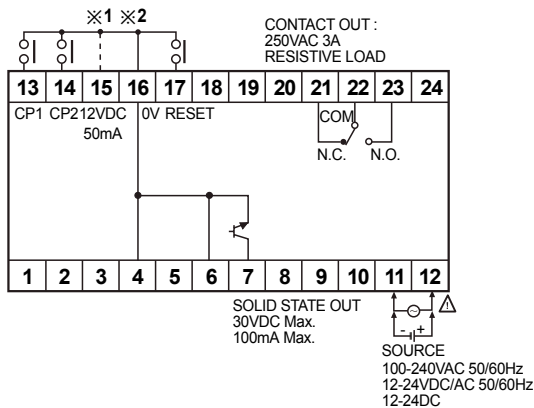 ※1 ※2
CONTACT OUT :
250VAC 3A
RESISTIVE LOAD
13 14 15 16 17 18 19 20 21 22 23 24
CP1 CP2 12VDC 0V RESET
50mA
COM
N.C. N.O.
1 2 3 4 5 6 7 8 9 10 11 12
SOLID STATE OUT
30VDC Max.
100mA Max.
- +
SOURCE
100-240VAC 50/60Hz
12-24VDC/AC 50/60Hz
12-24DC